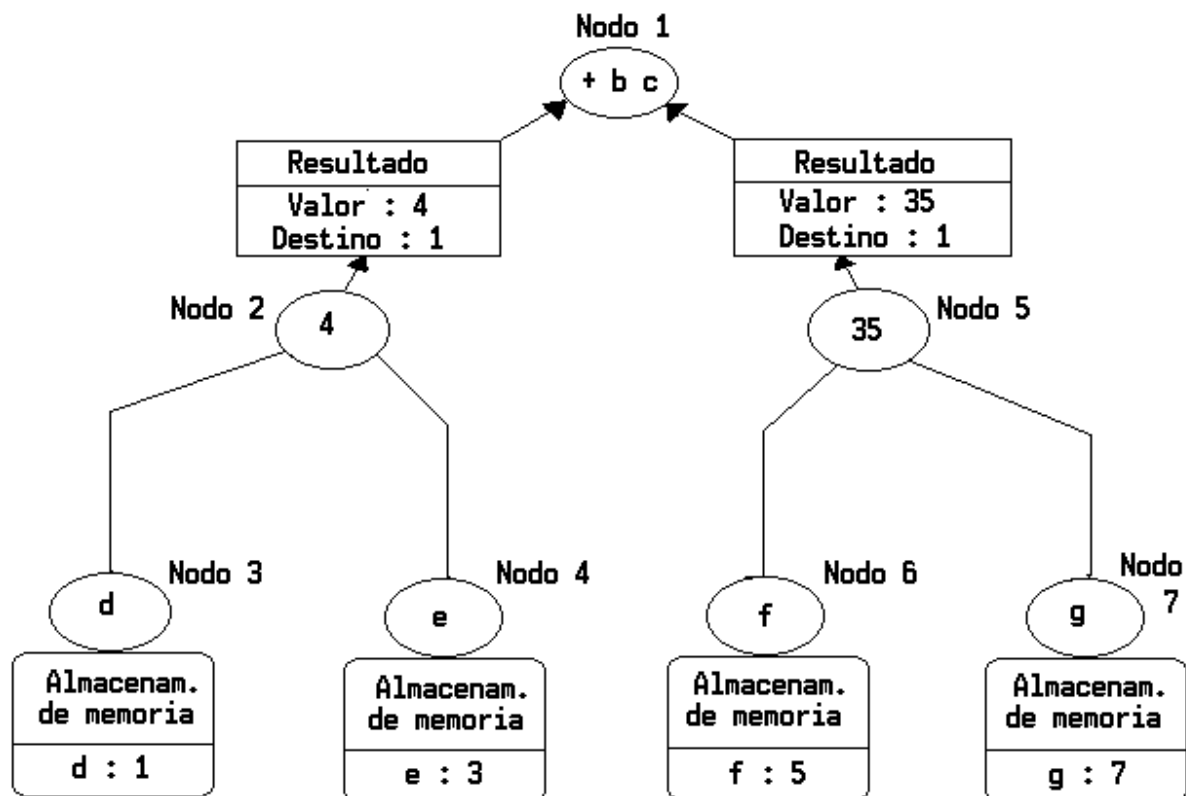 Nodo 1
+ b c
Resultado
Valor : 4
Destino : 1
Resultado
Valor : 35
Destino : 1
Nodo 2
4
35
Nodo 5
d
Nodo 3
e
Nodo 4
f
Nodo 6
g
Nodo
7
Almacenam.
de memoria
d : 1
Almacenam.
de memoria
e : 3
Almacenam.
de memoria
f : 5
Almacenam.
de memoria
g : 7